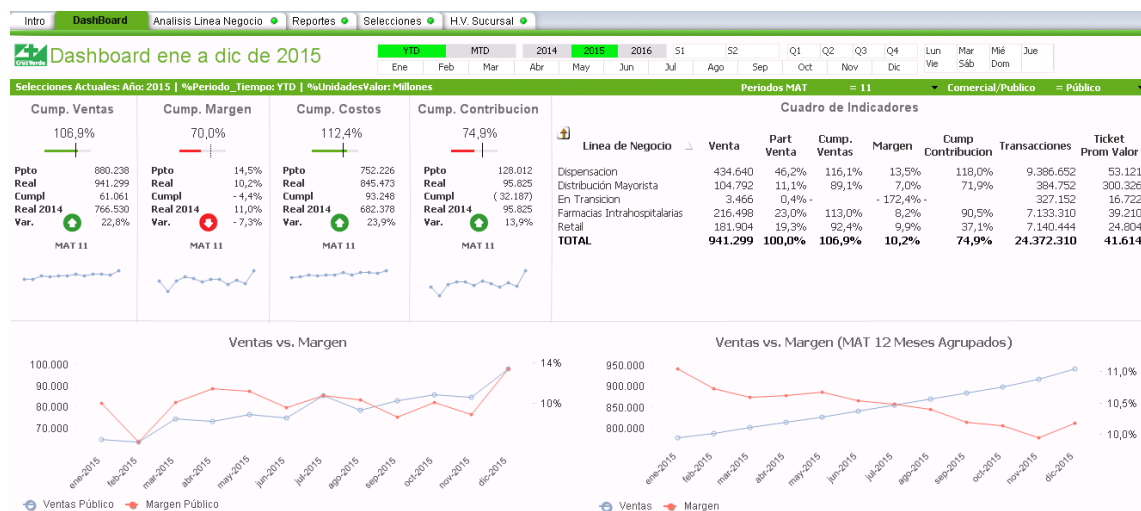 Intro DashBoard Analisis Linea Negocio Reportes Selecciones H.V. Sucursal
CruzVerde Dashboard ene a dic de 2015
YTD MTD 2014 2015 2016 S1 S2 Q1 Q2 Q3 Q4 Lun Mar Mié Jue
Ene Feb Mar Abr May Jun Jul Ago Sep Oct Nov Dic Vie Sáb Dom
Selecciones Actuales: Año: 2015 | %Periodo_Tiempo: YTD | %UnidadesValor: Millones Periodos MAT = 11 Comercial/Publico = Público
Cump. Ventas
106,9%
Ppto 880.238
Real 941.299
Cumpl 61.061
Real 2014 766.530
Var. 22,8%
MAT 11
Cump. Margen
70,0%
Ppto 14,5%
Real 10,2%
Cumpl - 4,4%
Real 2014 11,0%
Var. - 7,3%
MAT 11
Cump. Costos
112,4%
Ppto 752.226
Real 845.473
Cumpl 93.248
Real 2014 682.378
Var. 23,9%
MAT 11
Cump. Contribucion
74,9%
Ppto 128.012
Real 95.825
Cumpl ( 32.187)
Real 2014 95.825
Var. 13,9%
MAT 11
Cuadro de Indicadores
Linea de Negocio Venta Part Venta Cump. Ventas Margen Cump Contribucion Transacciones Ticket Prom Valor
Dispensacion 434.640 46,2% 116,1% 13,5% 118,0% 9.386.652 53.121
Distribución Mayorista 104.792 11,1% 89,1% 7,0% 71,9% 384.752 300.326
En Transicion 3.466 0,4% - - 172,4% - 327.152 16.722
Farmacias Intrahospitalarias 216.498 23,0% 113,0% 8,2% 90,5% 7.133.310 39.210
Retail 181.904 19,3% 92,4% 9,9% 37,1% 7.140.444 24.804
TOTAL 941.299 100,0% 106,9% 10,2% 74,9% 24.372.310 41.614
Ventas vs. Margen
100.000
90.000
80.000
70.000
14%
10%
ene-2015 feb-2015 mar-2015 abr-2015 may-2015 jun-2015 jul-2015 ago-2015 sep-2015 oct-2015 nov-2015 dic-2015
Ventas Público Margen Público
Ventas vs. Margen (MAT 12 Meses Agrupados)
950.000
900.000
850.000
800.000
11,0%
10,5%
10,0%
ene-2015 feb-2015 mar-2015 abr-2015 may-2015 jun-2015 jul-2015 ago-2015 sep-2015 oct-2015 nov-2015 dic-2015
Ventas Margen